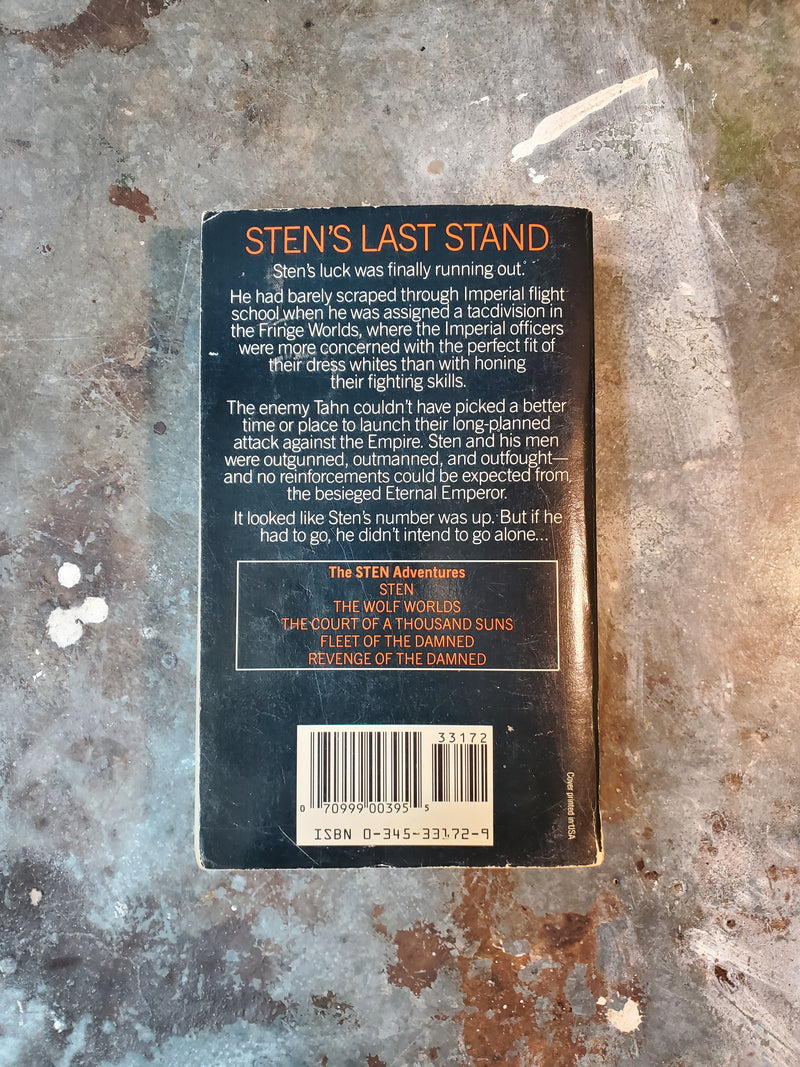 STEN'S LAST STAND
Sten's luck was finally running out.
He had barely scraped through Imperial flight
school when he was assigned a tacdivision in
the Fringe Worlds, where the Imperial officers
were more concerned with the perfect fit of
their dress whites than with honing
their fighting skills.
The enemy Tahn couldn't have picked a better
time or place to launch their long-planned
attack against the Empire. Sten and his men
were outgunned, outmanned, and outfought—
and no reinforcements could be expected from
the besieged Eternal Emperor.
It looked like Sten's number was up. But if he
had to go, he didn't intend to go alone...
The STEN Adventures
STEN
THE WOLF WORLDS
THE COURT OF A THOUSAND SUNS
FLEET OF THE DAMNED
REVENGE OF THE DAMNED
33172
0 70999 00395 5
ISBN 0-345-33172-9
Cover printed in USA